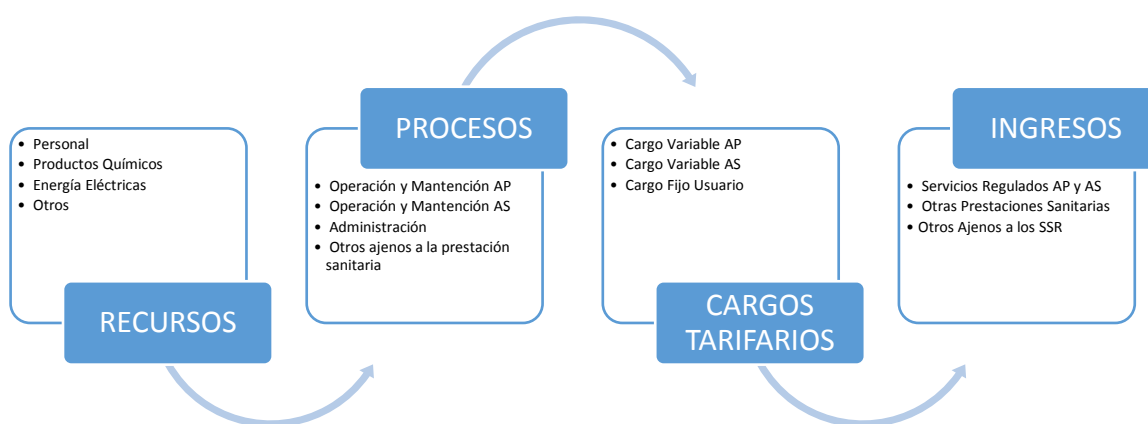 • Personal
• Productos Químicos
• Energía Eléctricas
• Otros
RECURSOS
PROCESOS
• Operación y Mantención AP
• Operación y Mantención AS
• Administración
• Otros ajenos a la prestación
sanitaria
• Cargo Variable AP
• Cargo Variable AS
• Cargo Fijo Usuario
CARGOS
TARIFARIOS
INGRESOS
• Servicios Regulados AP y AS
• Otras Prestaciones Sanitarias
• Otros Ajenos a los SSR